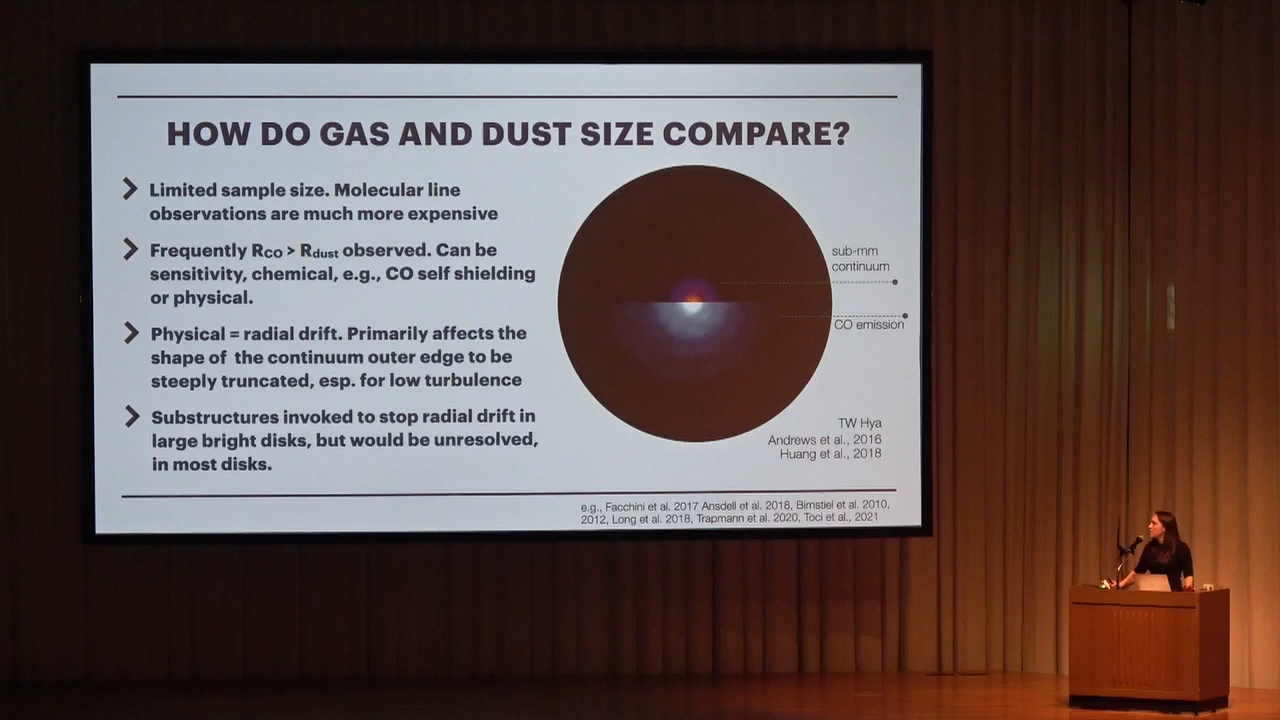 HOW DO GAS AND DUST SIZE COMPARE?
Limited sample size. Molecular line
observations are much more expensive
Frequently RCO > Rdust observed. Can be
sensitivity, chemical, e.g., CO self shielding
or physical.
Physical = radial drift. Primarily affects the
shape of the continuum outer edge to be
steeply truncated, esp. for low turbulence
Substructures invoked to stop radial drift in
large bright disks, but would be unresolved,
in most disks.
sub-mm
continuum
CO emission
TW Hya
Andrews et al., 2016
Huang et al., 2018
e.g., Facchini et al. 2017 Ansdell et al. 2018, Birnstiel et al. 2010,
2012, Long et al. 2018, Trapmann et al. 2020, Toci et al., 2021